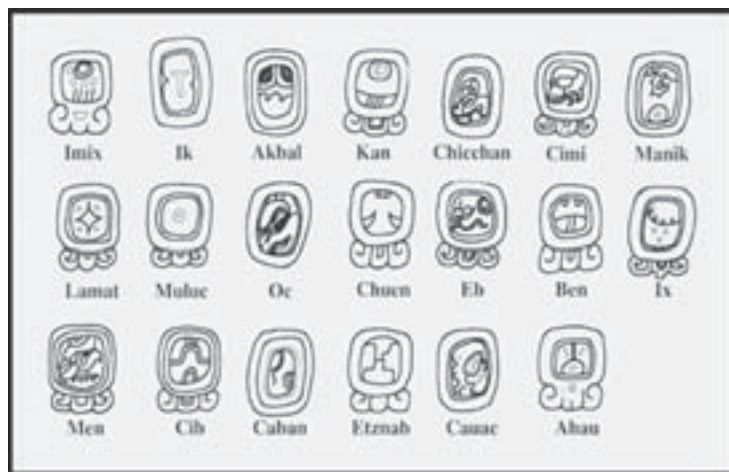 Imix Ik Akbal Kan Chicchan Cimi Manik
Lamat Muluc Oc Chuen Eb Ben Ix
Men Cib Caban Etznab Cauac Ahau